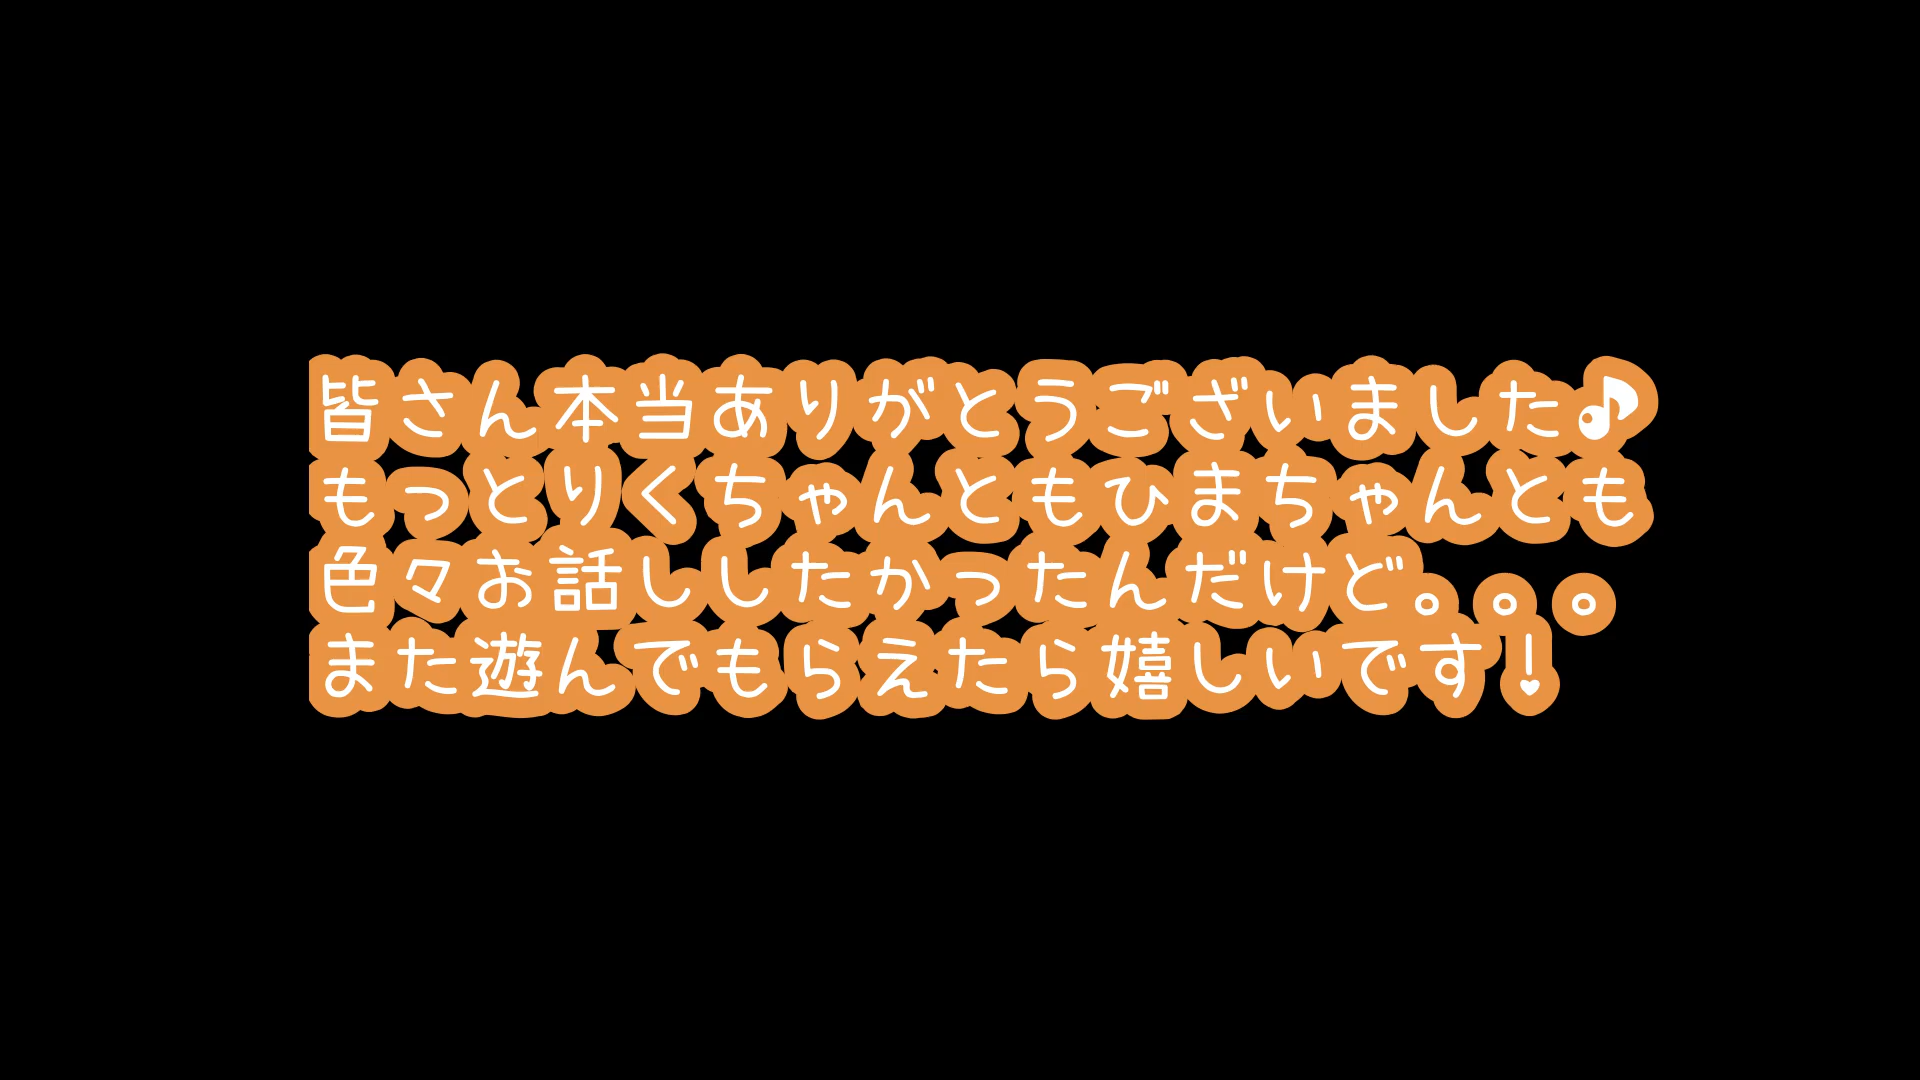 皆さん本当ありがとうございました♪
もっとりくちゃんともひまちゃんとも
色々お話ししたかったんだけど。。。
また遊んでもらえたら嬉しいです！